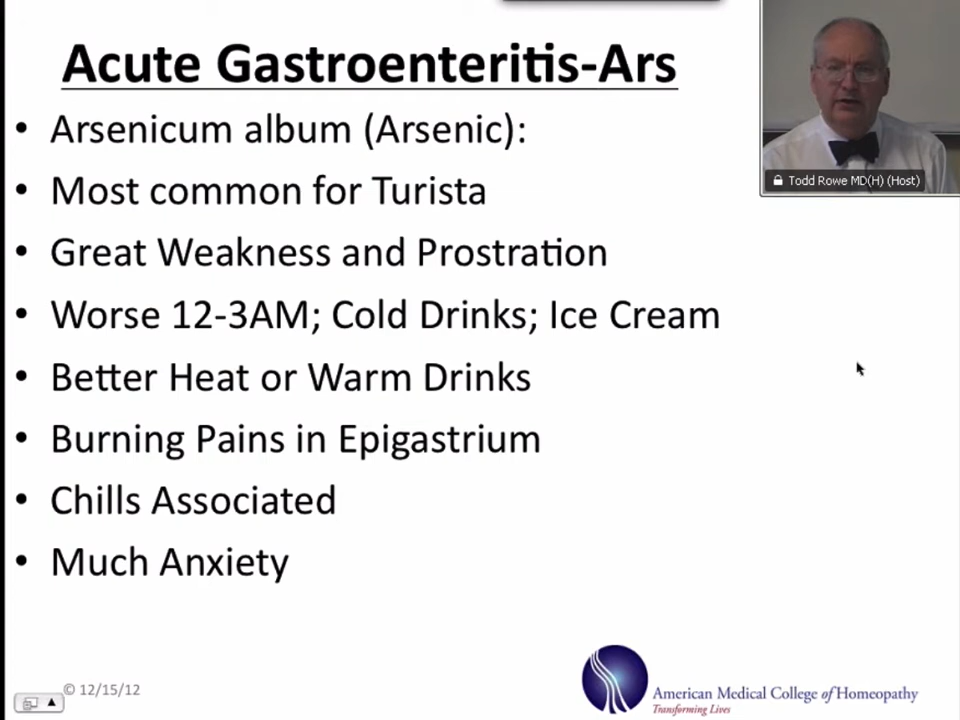 Acute Gastroenteritis-Ars
• Arsenicum album (Arsenic):
• Most common for Turista
• Great Weakness and Prostration
• Worse 12-3AM; Cold Drinks; Ice Cream
• Better Heat or Warm Drinks
• Burning Pains in Epigastrium
• Chills Associated
• Much Anxiety
Todd Rowe MD(H) (Host)
© 12/15/12
American Medical College of Homeopathy
Transforming Lives